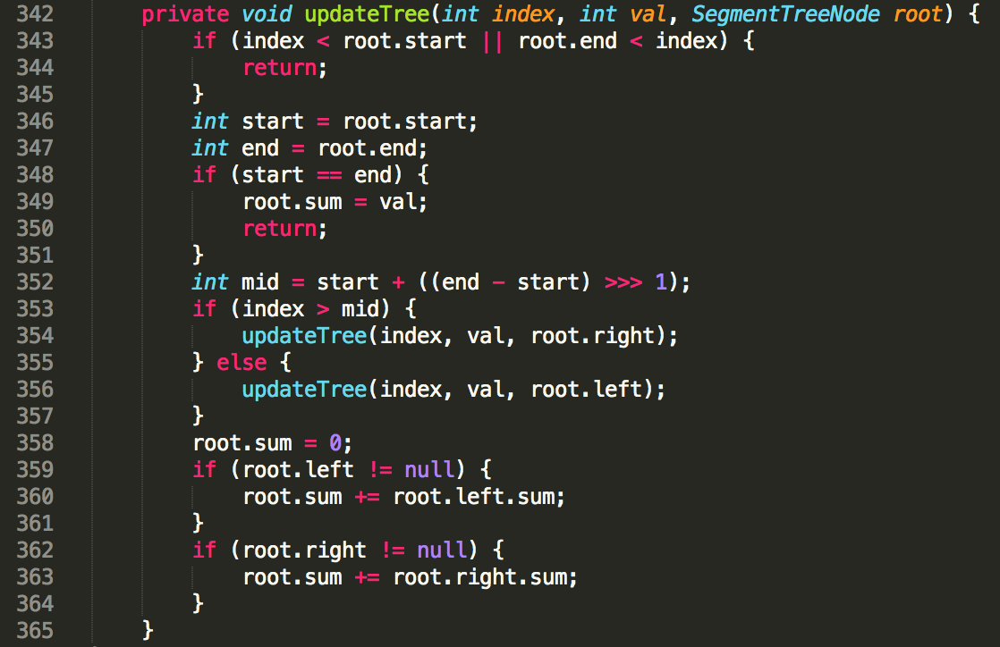 342 private void updateTree(int index, int val, SegmentTreeNode root) {
343 if (index < root.start || root.end < index) {
344 return;
345 }
346 int start = root.start;
347 int end = root.end;
348 if (start == end) {
349 root.sum = val;
350 return;
351 }
352 int mid = start + ((end - start) >>> 1);
353 if (index > mid) {
354 updateTree(index, val, root.right);
355 } else {
356 updateTree(index, val, root.left);
357 }
358 root.sum = 0;
359 if (root.left != null) {
360 root.sum += root.left.sum;
361 }
362 if (root.right != null) {
363 root.sum += root.right.sum;
364 }
365 }